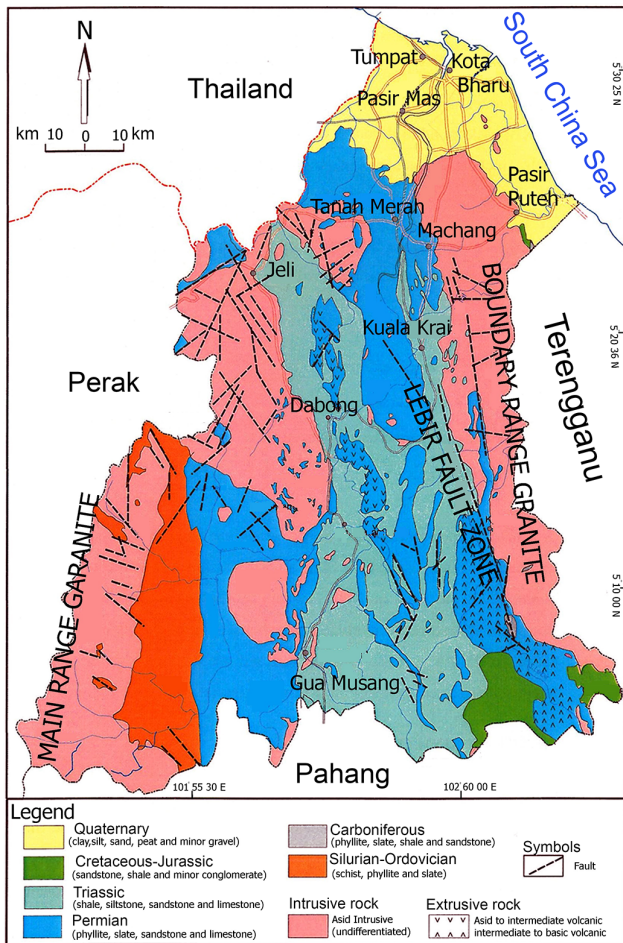 N
km 10 0 10 km
Thailand
South China Sea
Tumpat
Kota
Bharu
Pasir Mas
5 30 25 N
Pasir
Puteh
Tanah Merah
Machang
Jeli
Kuala Krai
5 20 36 N
Terengganu
Perak
Dabong
LEBIR FAULT ZONE
BOUNDARY RANGE GRANITE
MAIN RANGE GARANITE
5 10 00 N
Gua Musang
Pahang
101 55 30 E
102 60 00 E
Legend
Quaternary
(clay,silt, sand, peat and minor gravel)
Cretaceous-Jurassic
(sandstone, shale and minor conglomerate)
Triassic
(shale, siltstone, sandstone and limestone)
Permian
(phyllite, slate, sandstone and limestone)
Carboniferous
(phyllite, slate, shale and sandstone)
Silurian-Ordovician
(schist, phyllite and slate)
Intrusive rock
Asid Intrusive
(undifferentiated)
Symbols
Fault
Extrusive rock
Asid to intermediate volcanic
intermediate to basic volcanic